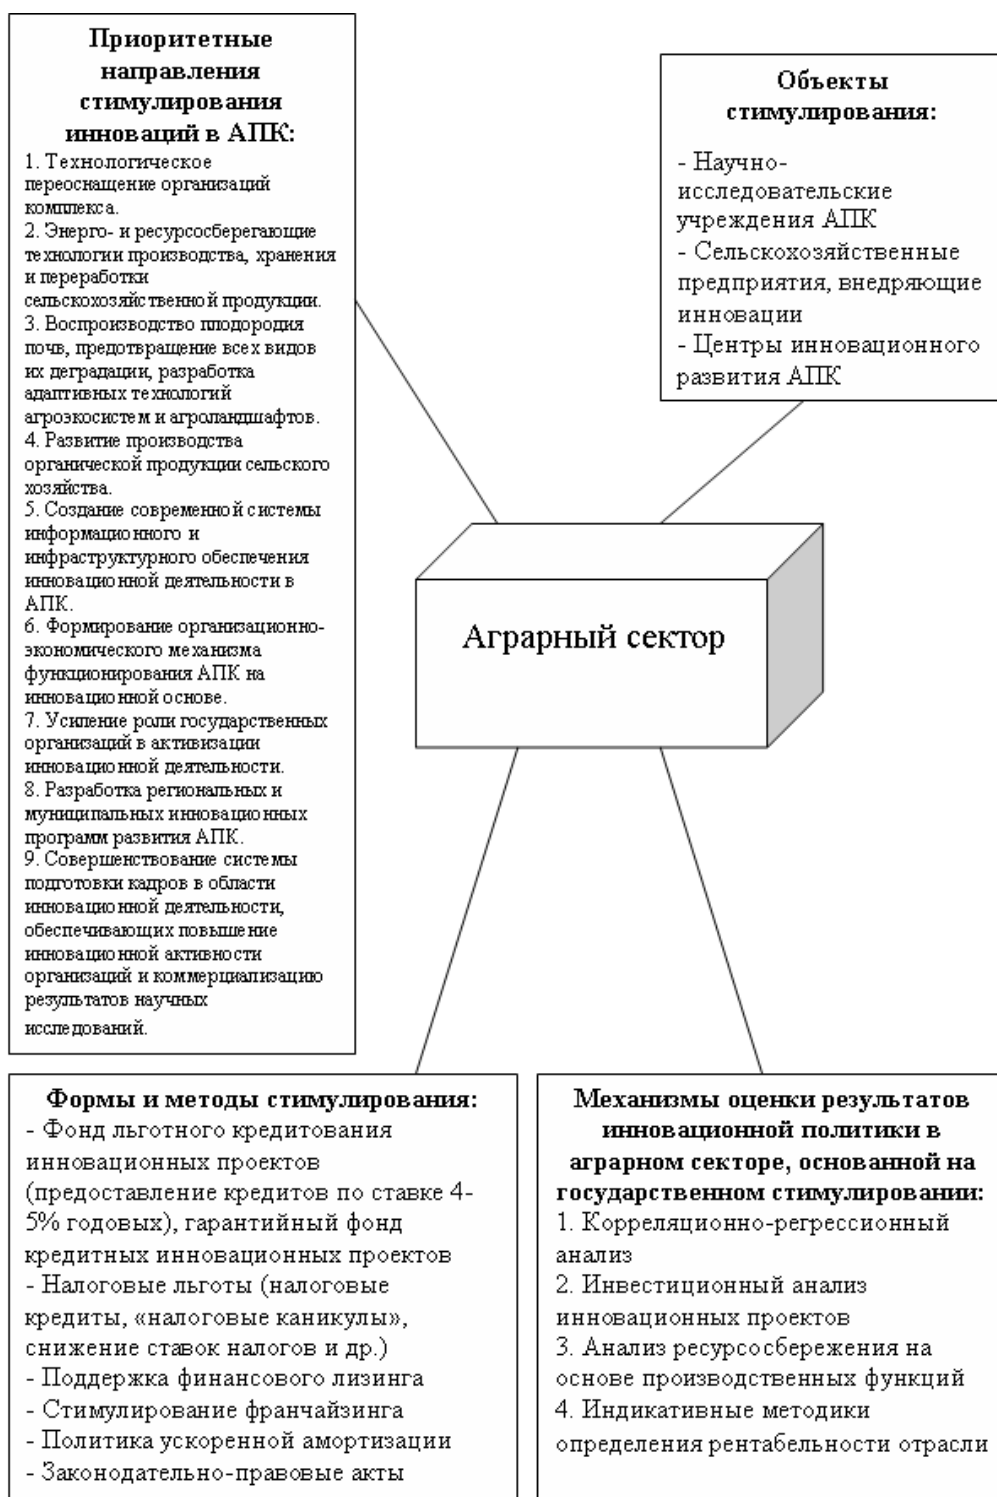 Приоритетные
направления
стимулирования
инноваций в АПК:
1. Технологическое
переоснащение организаций
комплекса.
2. Энерго- и ресурсосберегающие
технологии производства, хранения
и переработки
сельскохозяйственной продукции.
3. Воспроизводство плодородия
почв, предотвращение всех видов
их деградации, разработка
адаптивных технологий
агроэкосистем и агроландшафтов.
4. Развитие производства
органической продукции сельского
хозяйства.
5. Создание современной системы
информационного и
инфраструктурного обеспечения
инновационной деятельности в
АПК.
6. Формирование организационно-
экономического механизма
функционирования АПК на
инновационной основе.
7. Усиление роли государственных
организаций в активизации
инновационной деятельности.
8. Разработка региональных и
муниципальных инновационных
программ развития АПК.
9. Совершенствование системы
подготовки кадров в области
инновационной деятельности,
обеспечивающих повышение
инновационной активности
организаций и коммерциализацию
результатов научных
исследований.
Объекты
стимулирования:
- Научно-
исследовательские
учреждения АПК
- Сельскохозяйственные
предприятия, внедряющие
инновации
- Центры инновационного
развития АПК
Аграрный сектор
Формы и методы стимулирования:
- Фонд льготного кредитования
инновационных проектов
(предоставление кредитов по ставке 4-
5% годовых), гарантийный фонд
кредитных инновационных проектов
- Налоговые льготы (налоговые
кредиты, «налоговые каникулы»,
снижение ставок налогов и др.)
- Поддержка финансового лизинга
- Стимулирование франчайзинга
- Политика ускоренной амортизации
- Законодательно-правовые акты
Механизмы оценки результатов
инновационной политики в
аграрном секторе, основанной на
государственном стимулировании:
1. Корреляционно-регрессионный
анализ
2. Инвестиционный анализ
инновационных проектов
3. Анализ ресурсосбережения на
основе производственных функций
4. Индикативные методики
определения рентабельности отрасли